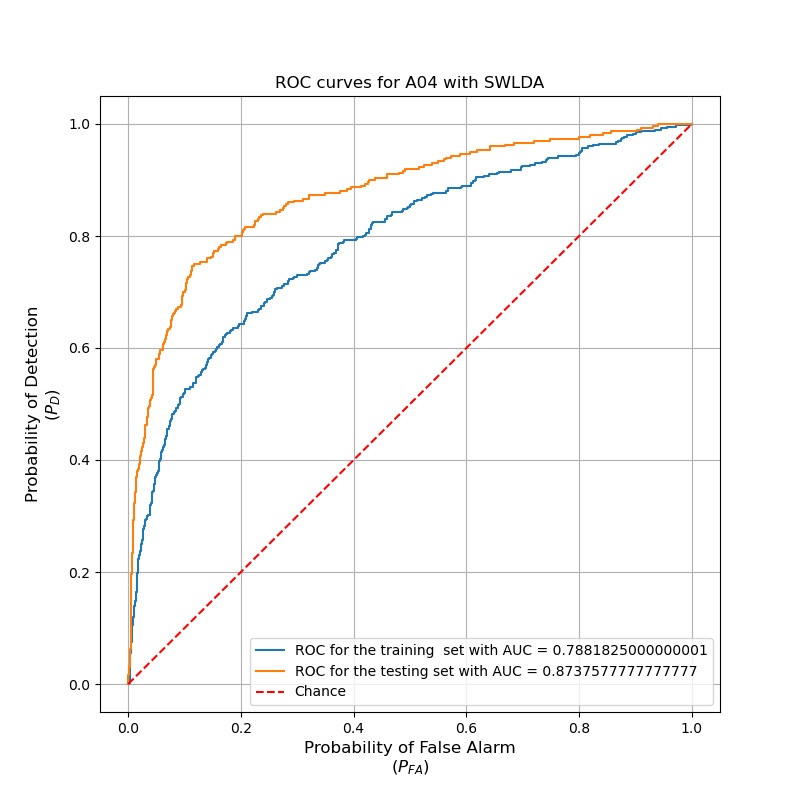 ROC curves for A04 with SWLDA
Probability of Detection
(P_D)
1.0
0.8
0.6
0.4
0.2
0.0
ROC for the training  set with AUC = 0.7881825000000001
ROC for the testing set with AUC = 0.8737577777777777
Chance
0.0 0.2 0.4 0.6 0.8 1.0
Probability of False Alarm
(P_{FA})